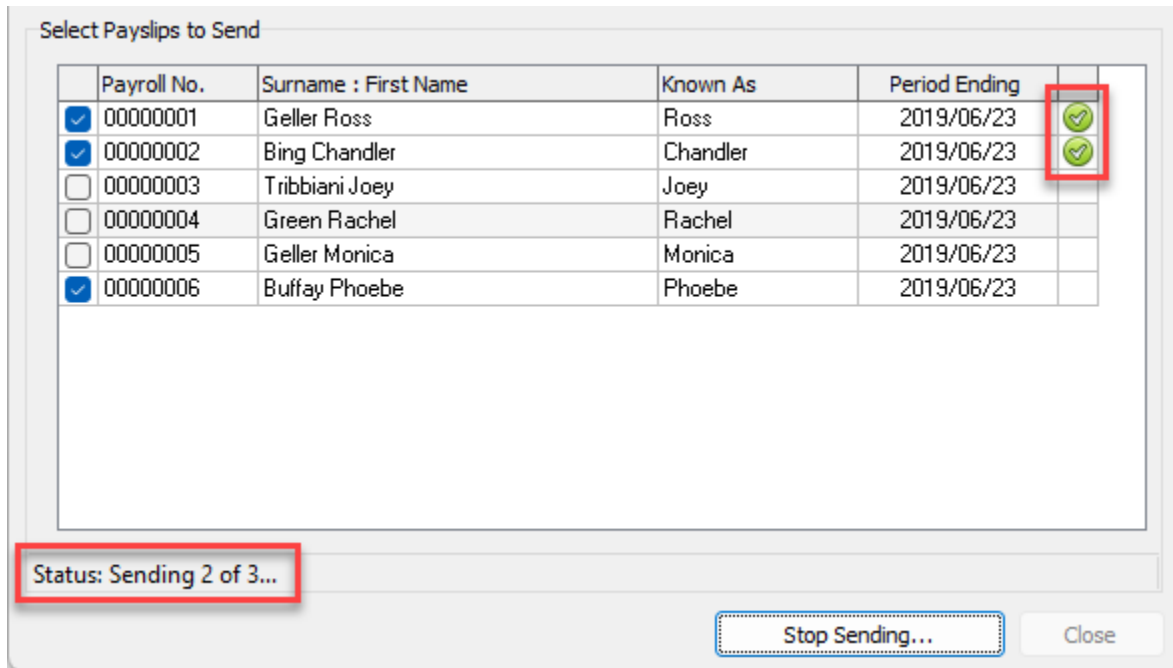 Select Payslips to Send
Payroll No. Surname : First Name Known As Period Ending
00000001 Geller Ross Ross 2019/06/23
00000002 Bing Chandler Chandler 2019/06/23
00000003 Tribbiani Joey Joey 2019/06/23
00000004 Green Rachel Rachel 2019/06/23
00000005 Geller Monica Monica 2019/06/23
00000006 Buffay Phoebe Phoebe 2019/06/23
Status: Sending 2 of 3...
Stop Sending... Close